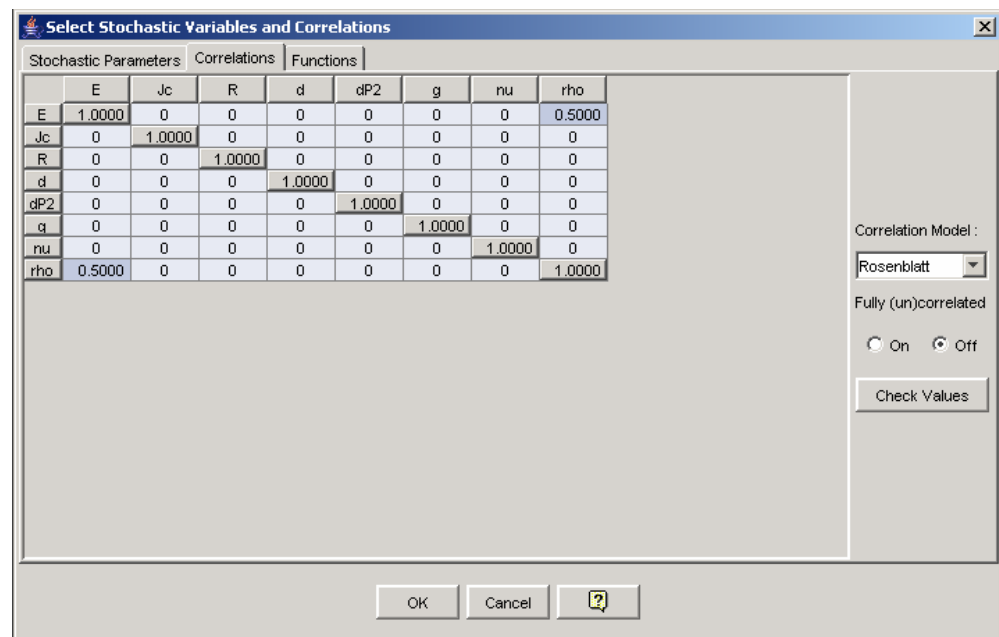 Select Stochastic Variables and Correlations
Stochastic Parameters Correlations Functions
E Jc R d dP2 g nu rho
E 1.0000 0 0 0 0 0 0 0.5000
Jc 0 1.0000 0 0 0 0 0 0
R 0 0 1.0000 0 0 0 0 0
d 0 0 0 1.0000 0 0 0 0
dP2 0 0 0 0 1.0000 0 0 0
g 0 0 0 0 0 1.0000 0 0
nu 0 0 0 0 0 0 1.0000 0
rho 0.5000 0 0 0 0 0 0 1.0000
Correlation Model :
Rosenblatt
Fully (un)correlated
On Off
Check Values
OK Cancel ?